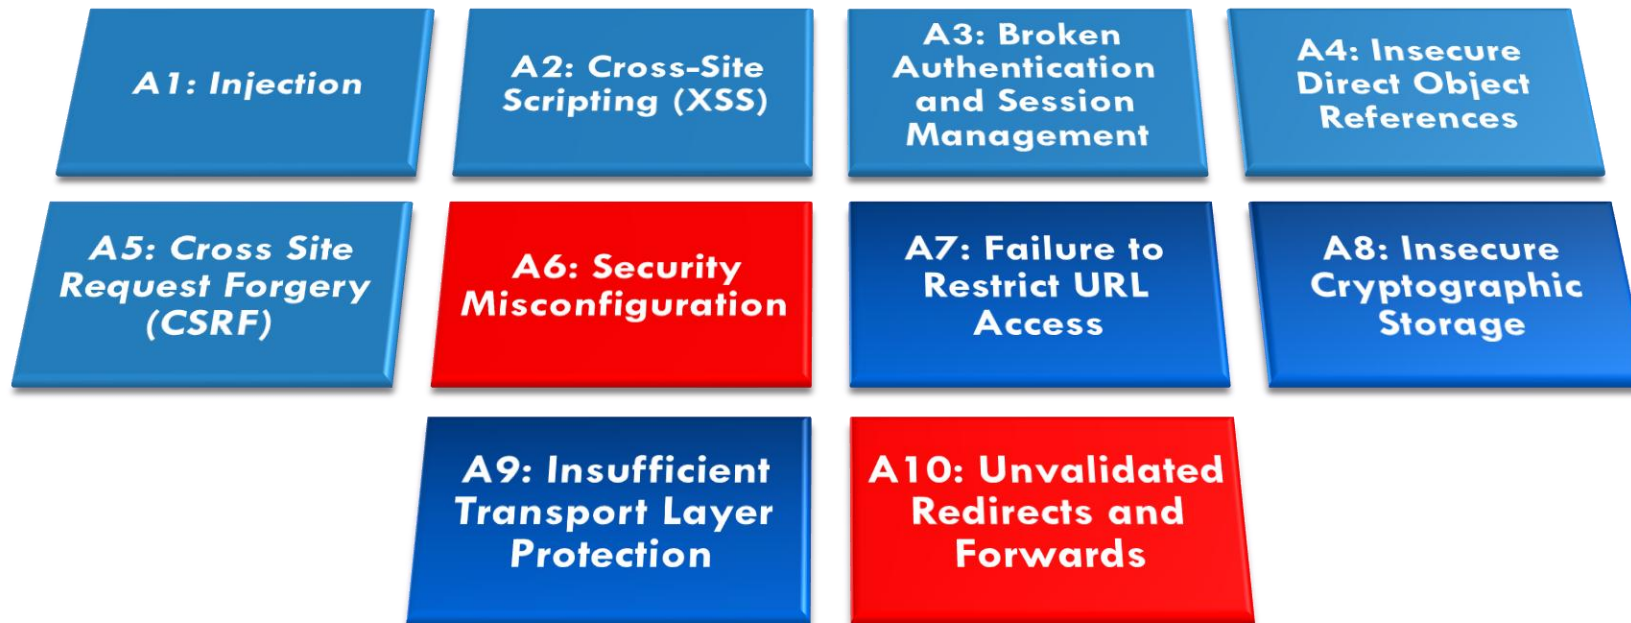 A1: Injection
A2: Cross-Site
Scripting (XSS)
A3: Broken
Authentication
and Session
Management
A4: Insecure
Direct Object
References
A5: Cross Site
Request Forgery
(CSRF)
A6: Security
Misconfiguration
A7: Failure to
Restrict URL
Access
A8: Insecure
Cryptographic
Storage
A9: Insufficient
Transport Layer
Protection
A10: Unvalidated
Redirects and
Forwards